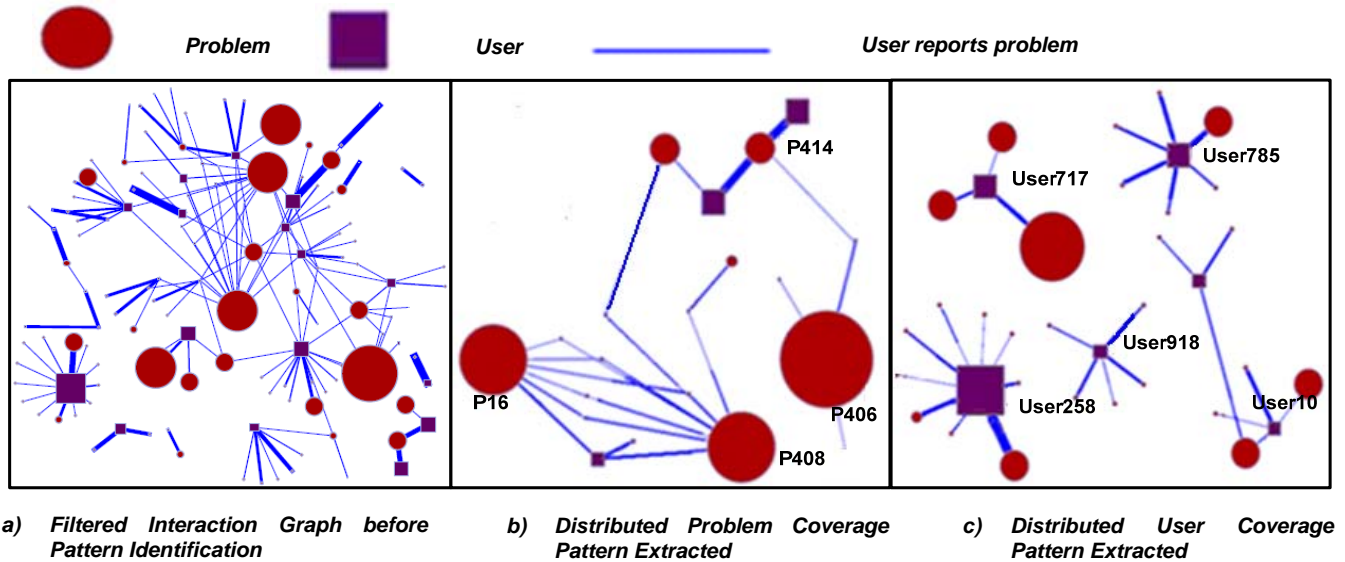 Problem
User
User reports problem
P414
P16
P406
P408
User717
User785
User918
User258
User10
a) Filtered Interaction Graph before
Pattern Identification
b) Distributed Problem Coverage
Pattern Extracted
c) Distributed User Coverage
Pattern Extracted